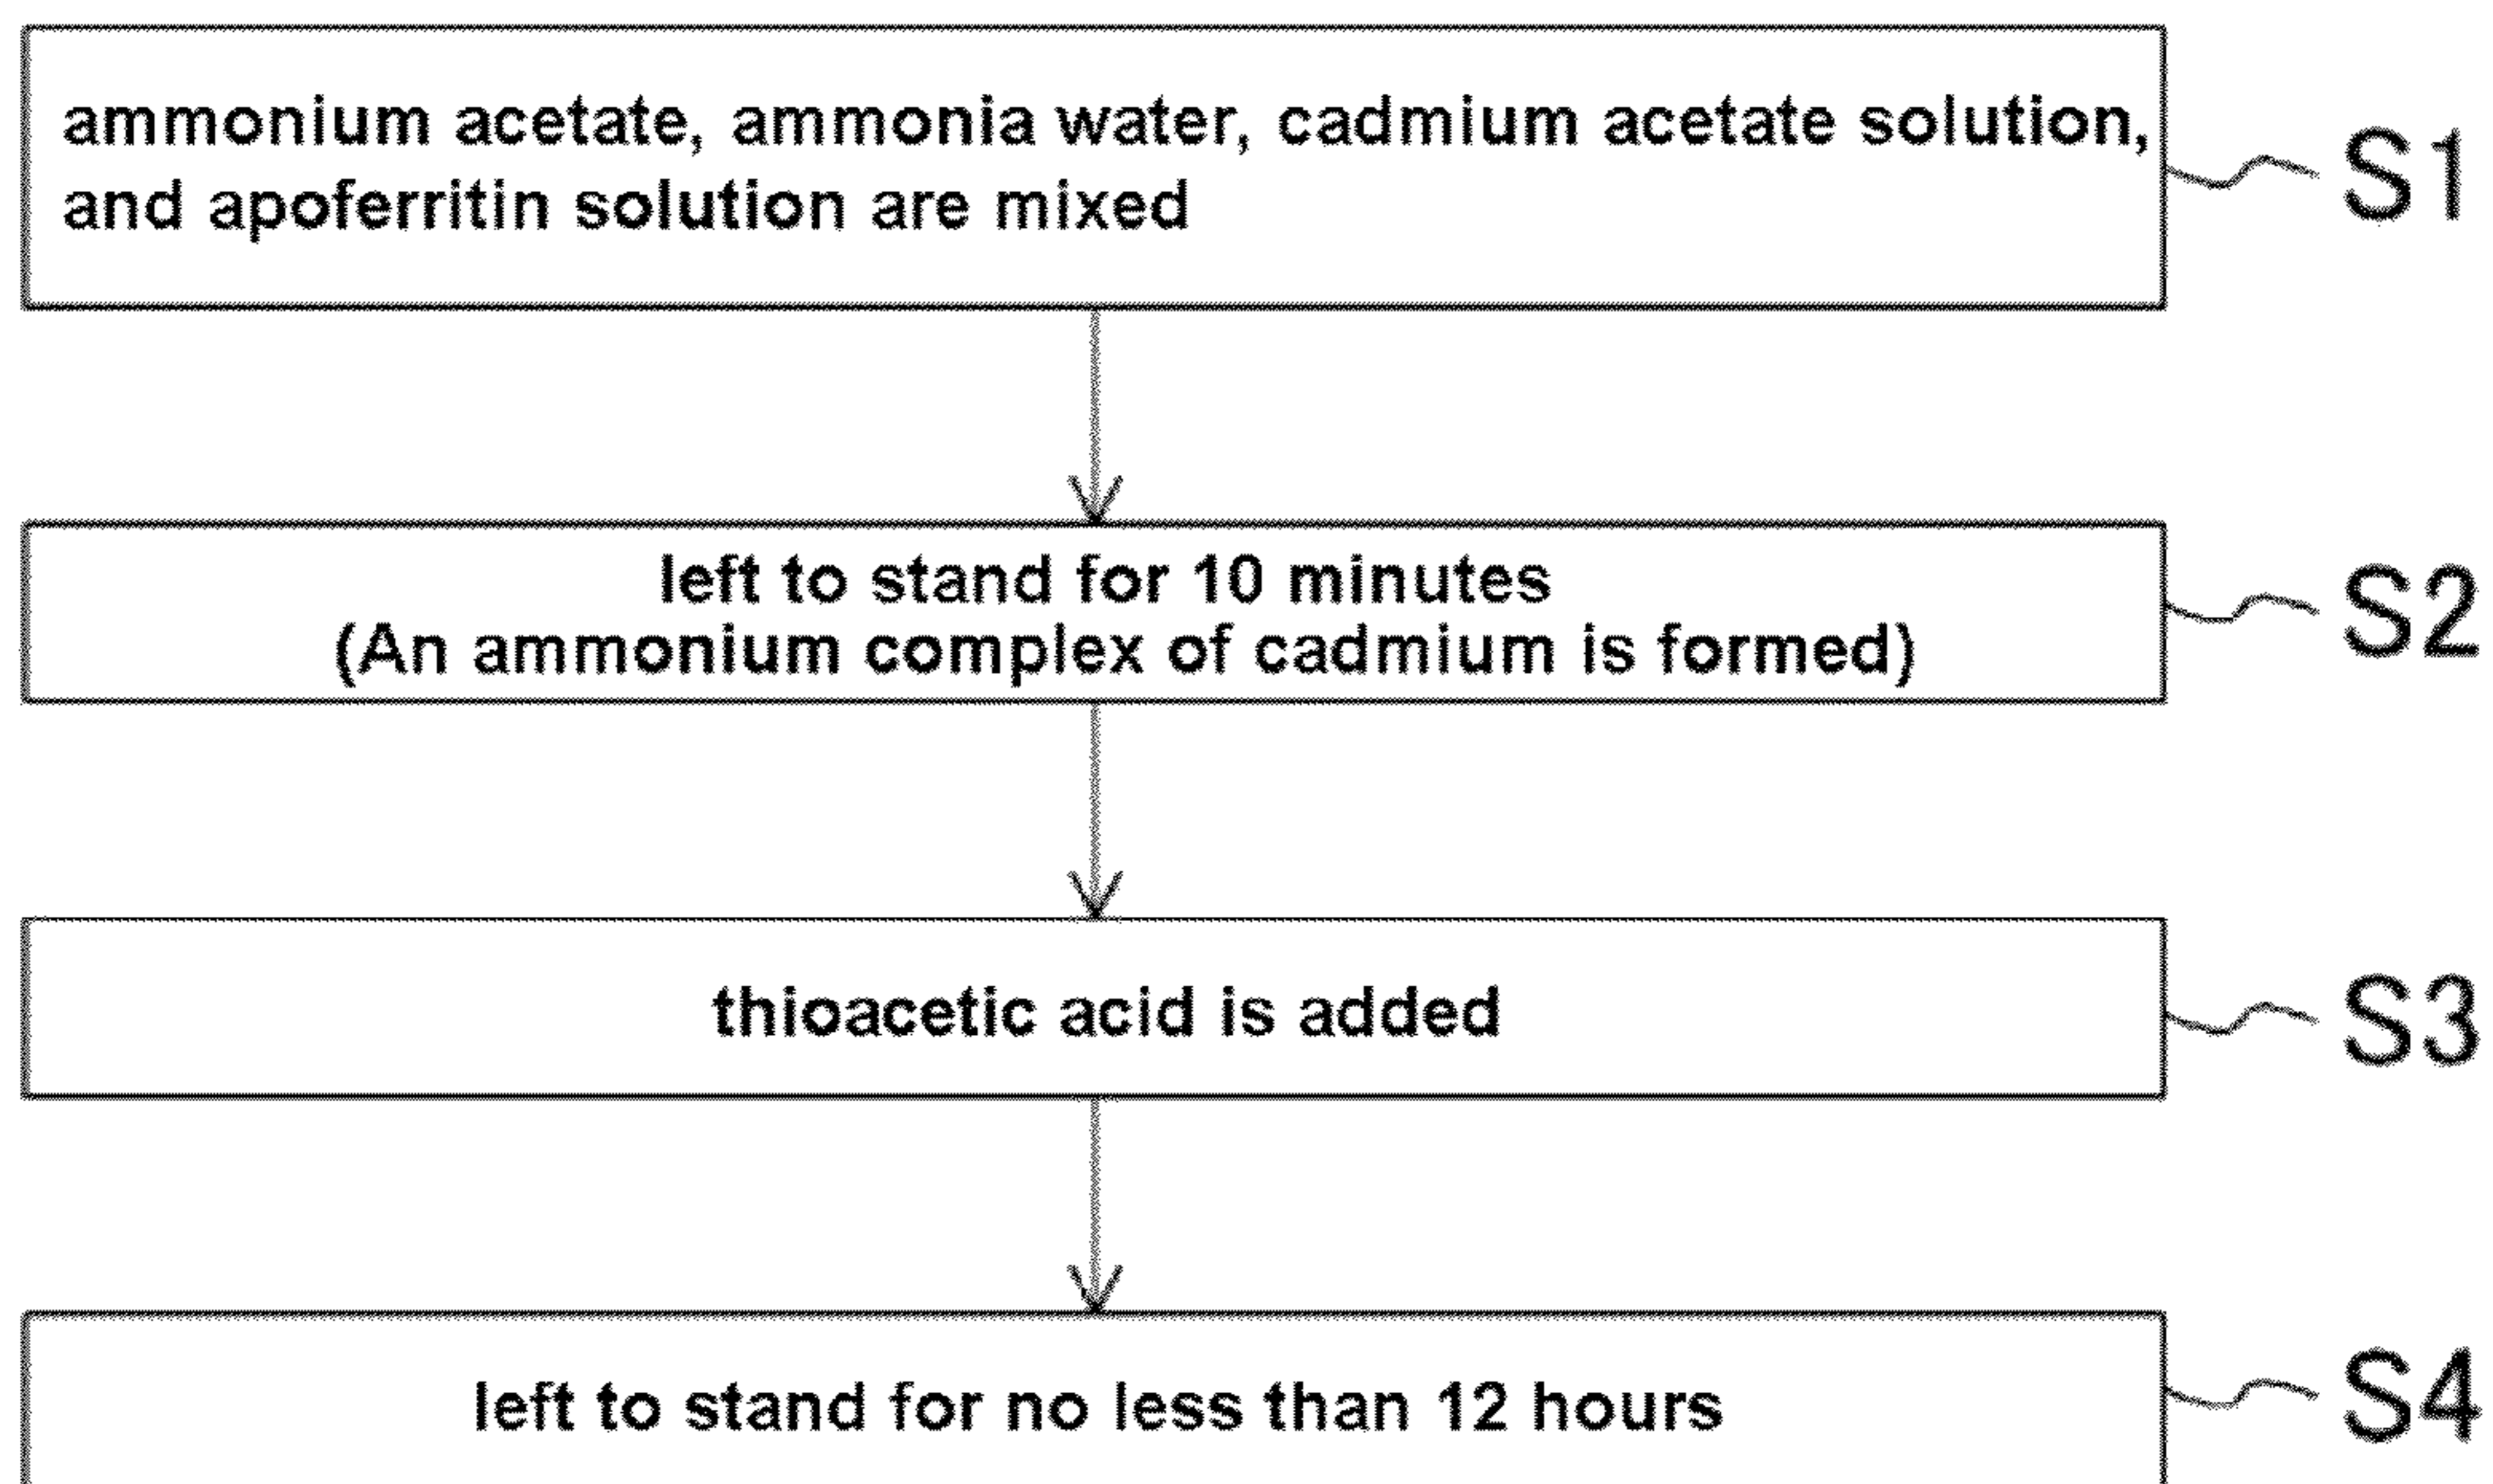 ammonium acetate, ammonia water, cadmium acetate solution,
and apoferritin solution are mixed
S1
left to stand for 10 minutes
(An ammonium complex of cadmium is formed)
S2
thioacetic acid is added
S3
left to stand for no less than 12 hours
S4